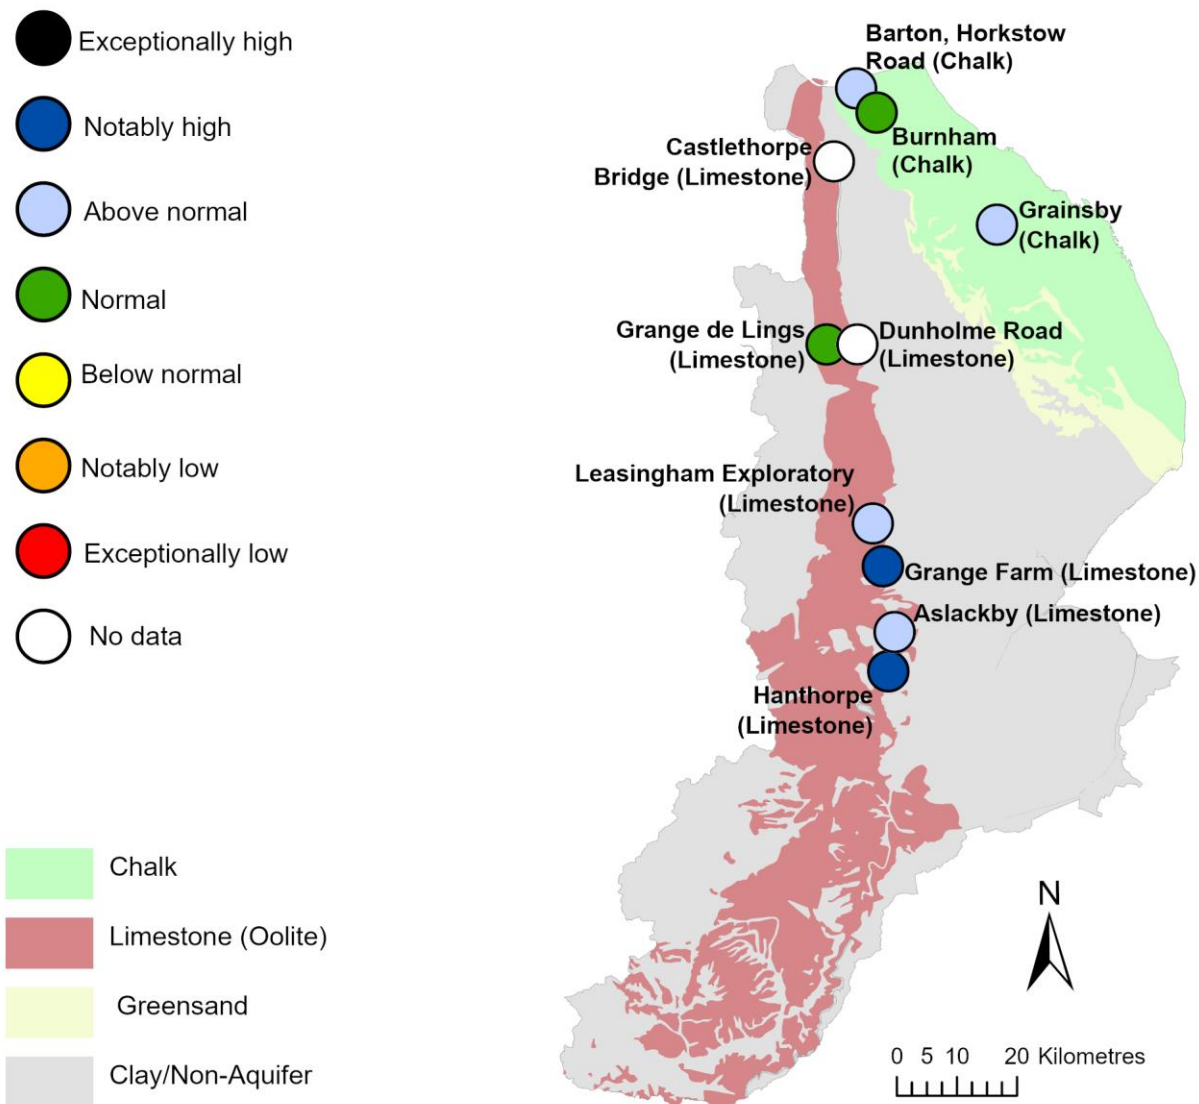 Exceptionally high
Notably high
Above normal
Normal
Below normal
Notably low
Exceptionally low
No data
Chalk
Limestone (Oolite)
Greensand
Clay/Non-Aquifer
Barton, Horkstow
Road (Chalk)
Burnham
(Chalk)
Castlethorpe
Bridge (Limestone)
Grainsby
(Chalk)
Grange de Lings
(Limestone)
Dunholme Road
(Limestone)
Leasingham Exploratory
(Limestone)
Grange Farm (Limestone)
Aslackby (Limestone)
Hanthorpe
(Limestone)
N
0 5 10 20 Kilometres